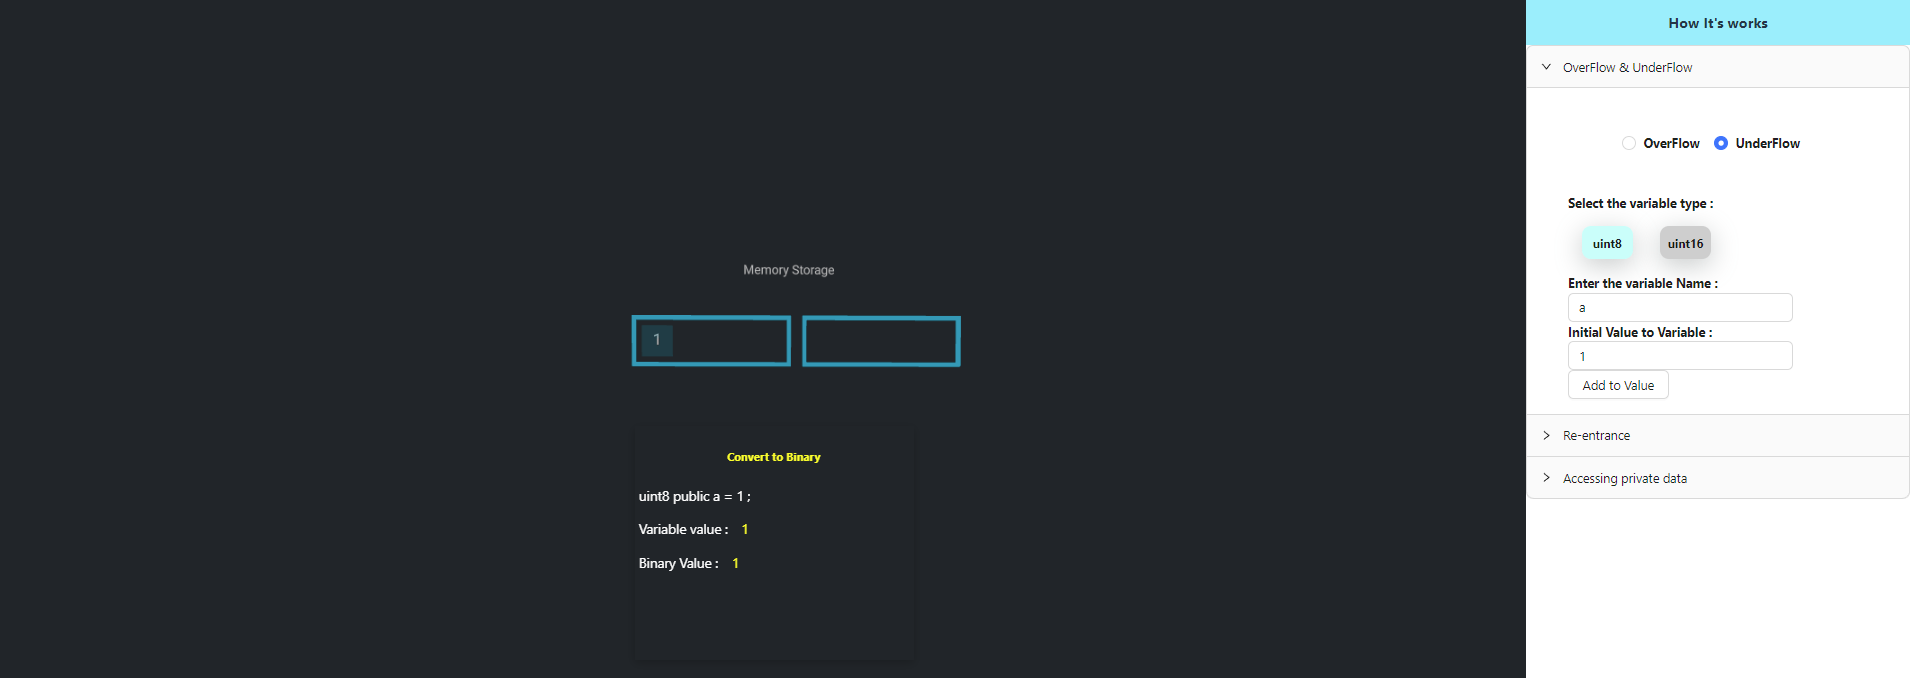 How It's works
OverFlow & UnderFlow
OverFlow UnderFlow
Select the variable type :
uint8 uint16
Enter the variable Name :
a
Initial Value to Variable :
1
Add to Value
Re-entrance
Accessing private data
Memory Storage
1
Convert to Binary
uint8 public a = 1 ;
Variable value : 1
Binary Value : 1